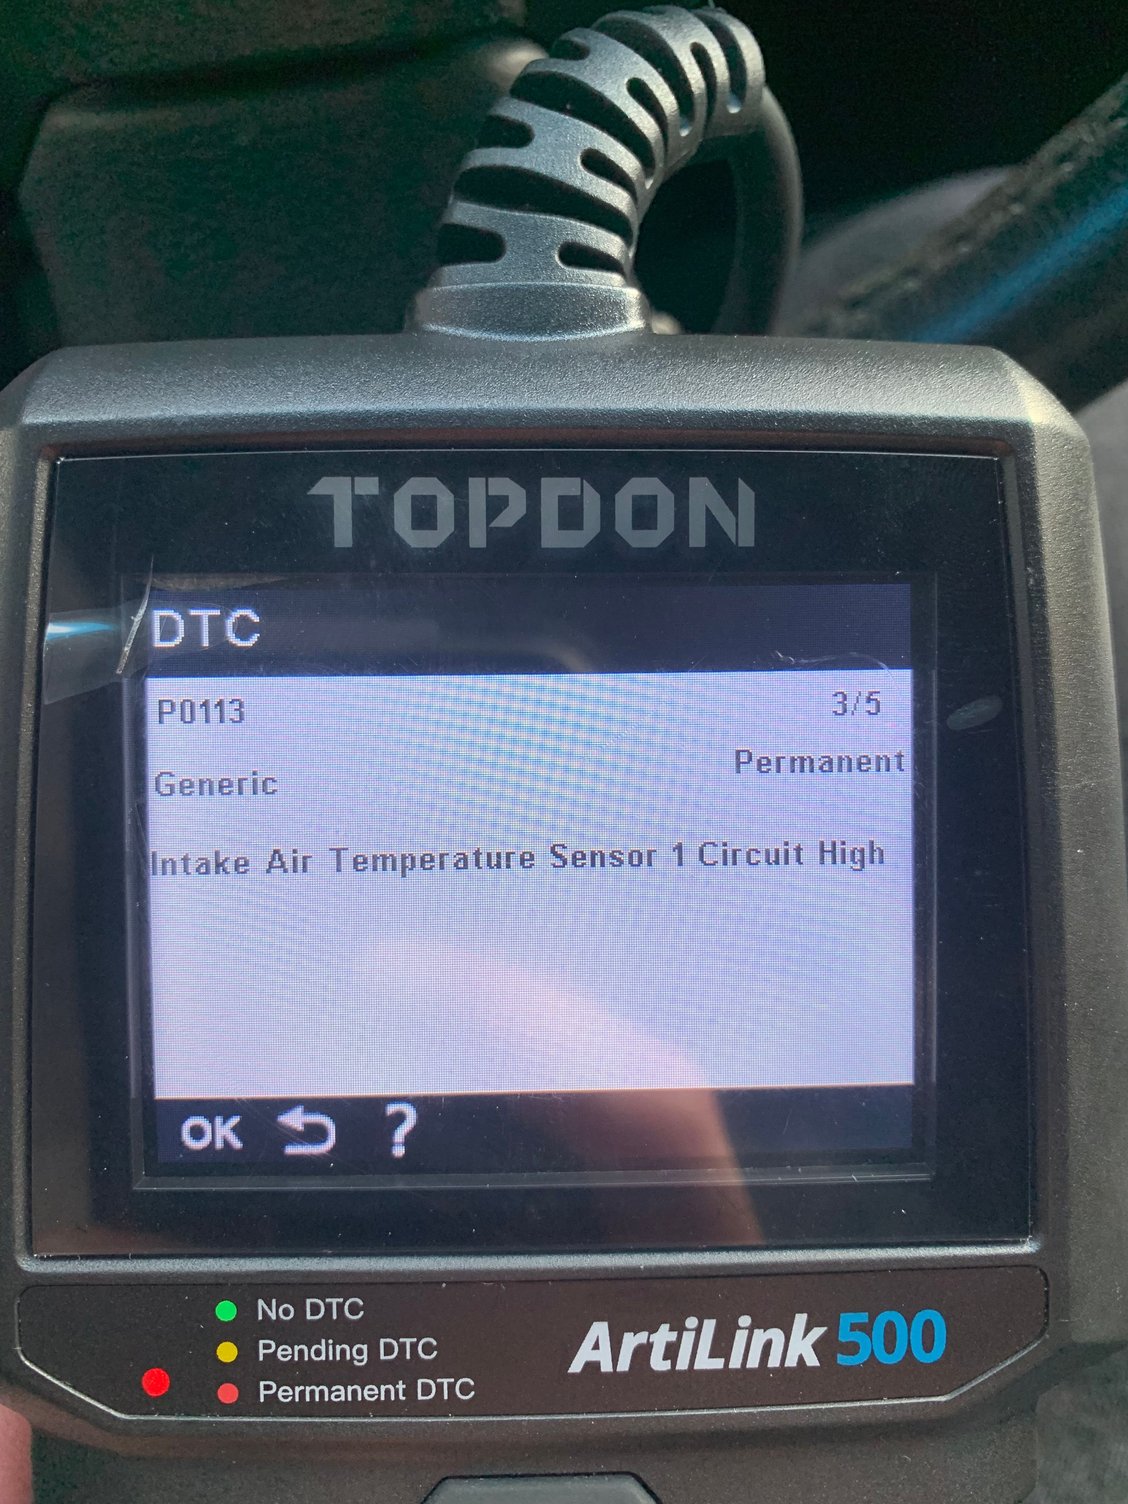 TOPDON
DTC
P0113 3/5
Permanent
Generic
Intake Air Temperature Sensor 1 Circuit High
OK ?
No DTC
Pending DTC
Permanent DTC
ArtiLink 500